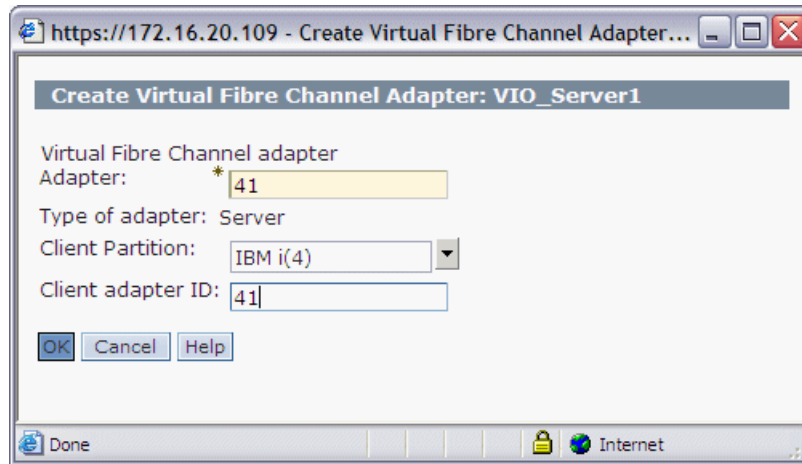 https://172.16.20.109 - Create Virtual Fibre Channel Adapter...
Create Virtual Fibre Channel Adapter: VIO_Server1
Virtual Fibre Channel adapter
Adapter: * 41
Type of adapter: Server
Client Partition: IBM i(4)
Client adapter ID: 41
OK Cancel Help
Done Internet